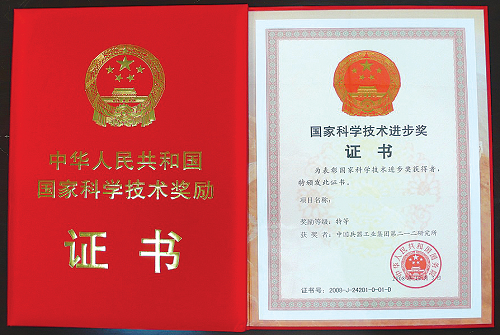 中华人民共和国
国家科学技术奖励
证书
国家科学技术进步奖
证书
为表彰国家科学技术进步奖获得者，
特颁发此证书。
项目名称：
奖励等级：特等
获奖者：中国兵器工业集团第二一二研究所
证书号：2008-J-24201-0-01-D